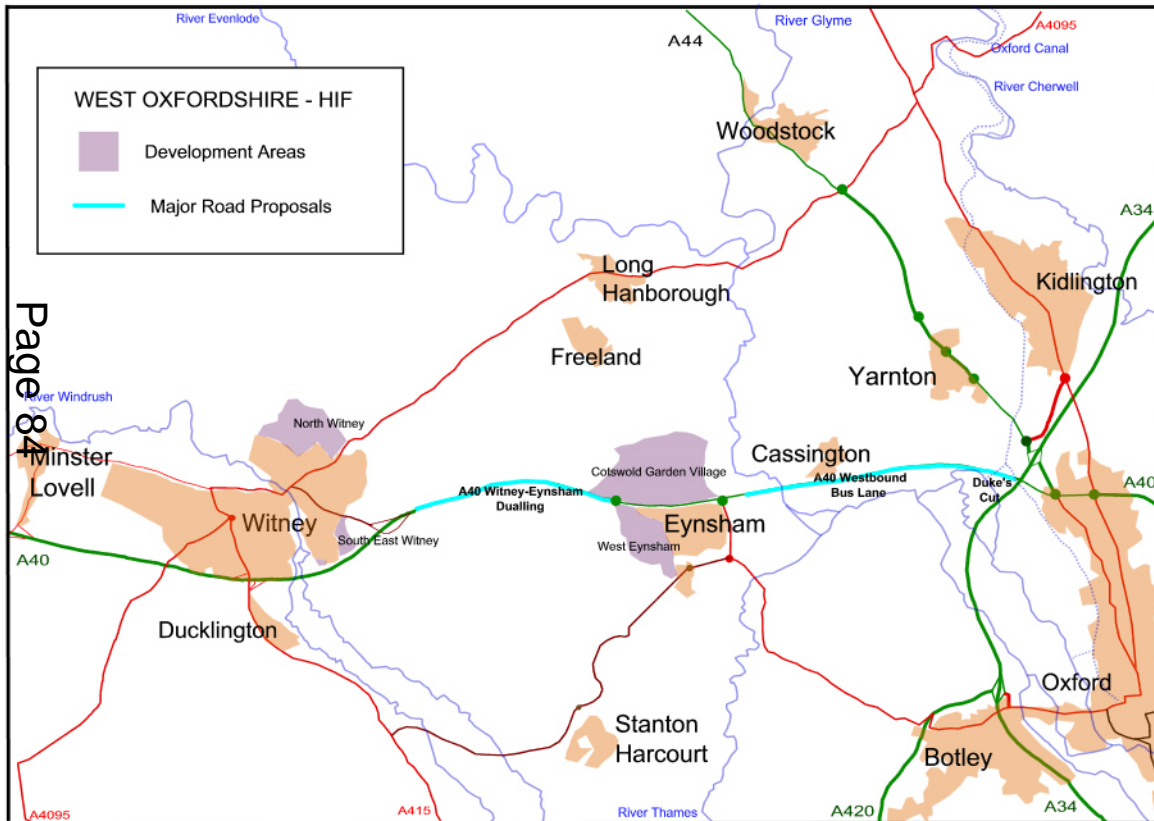 River Evenlode
River Glyme
A4095
A44
Oxford Canal
River Cherwell
WEST OXFORDSHIRE - HIF
Development Areas
Major Road Proposals
Woodstock
A34
Long
Hanborough
Kidlington
Page 84
Freeland
Yarnton
River Windrush
North Witney
Minster
Lovell
Cassington
Cotswold Garden Village
A40 Witney-Eynsham
Dualling
A40 Westbound
Bus Lane
Duke's
Cut
A40
Witney
Eynsham
South East Witney
West Eynsham
A40
Ducklington
Oxford
Stanton
Harcourt
Botley
A4095
A415
River Thames
A420
A34